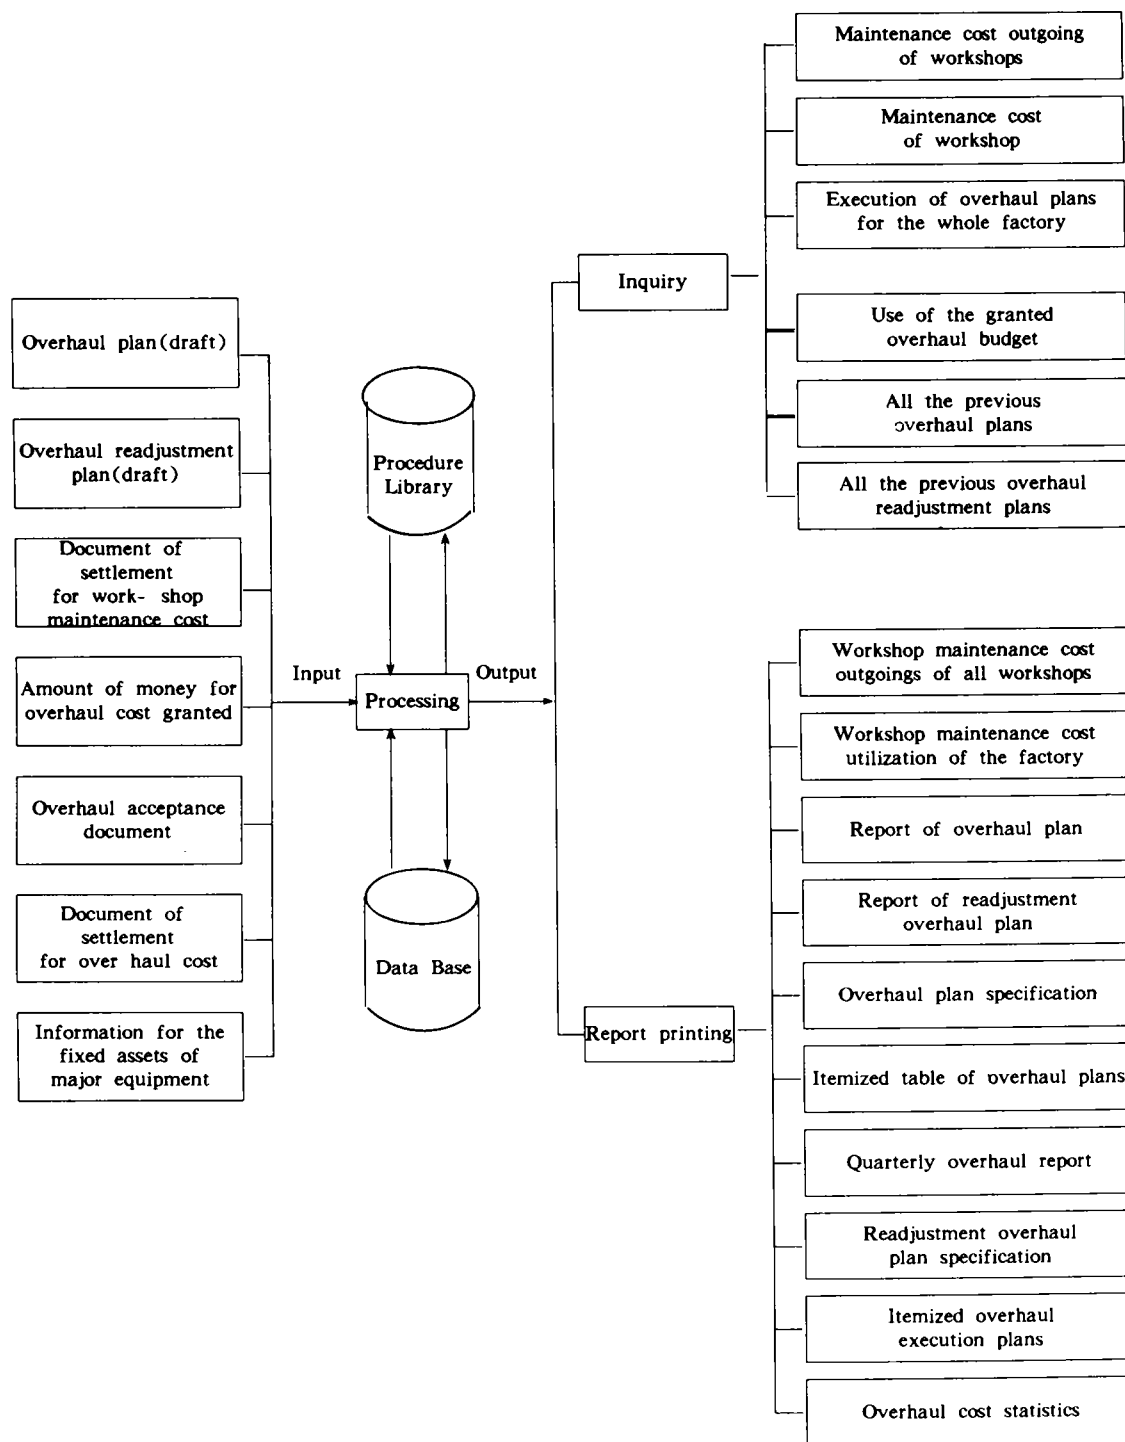 Overhaul plan(draft)
Overhaul readjustment
plan(draft)
Document of
settlement
for work- shop
maintenance cost
Amount of money for
overhaul cost granted
Overhaul acceptance
document
Document of
settlement
for over haul cost
Information for the
fixed assets of
major equipment
Input
Procedure
Library
Processing
Data Base
Output
Inquiry
Maintenance cost outgoing
of workshops
Maintenance cost
of workshop
Execution of overhaul plans
for the whole factory
Use of the granted
overhaul budget
All the previous
overhaul plans
All the previous overhaul
readjustment plans
Report printing
Workshop maintenance cost
outgoings of all workshops
Workshop maintenance cost
utilization of the factory
Report of overhaul plan
Report of readjustment
overhaul plan
Overhaul plan specification
Itemized table of overhaul plans
Quarterly overhaul report
Readjustment overhaul
plan specification
Itemized overhaul
execution plans
Overhaul cost statistics